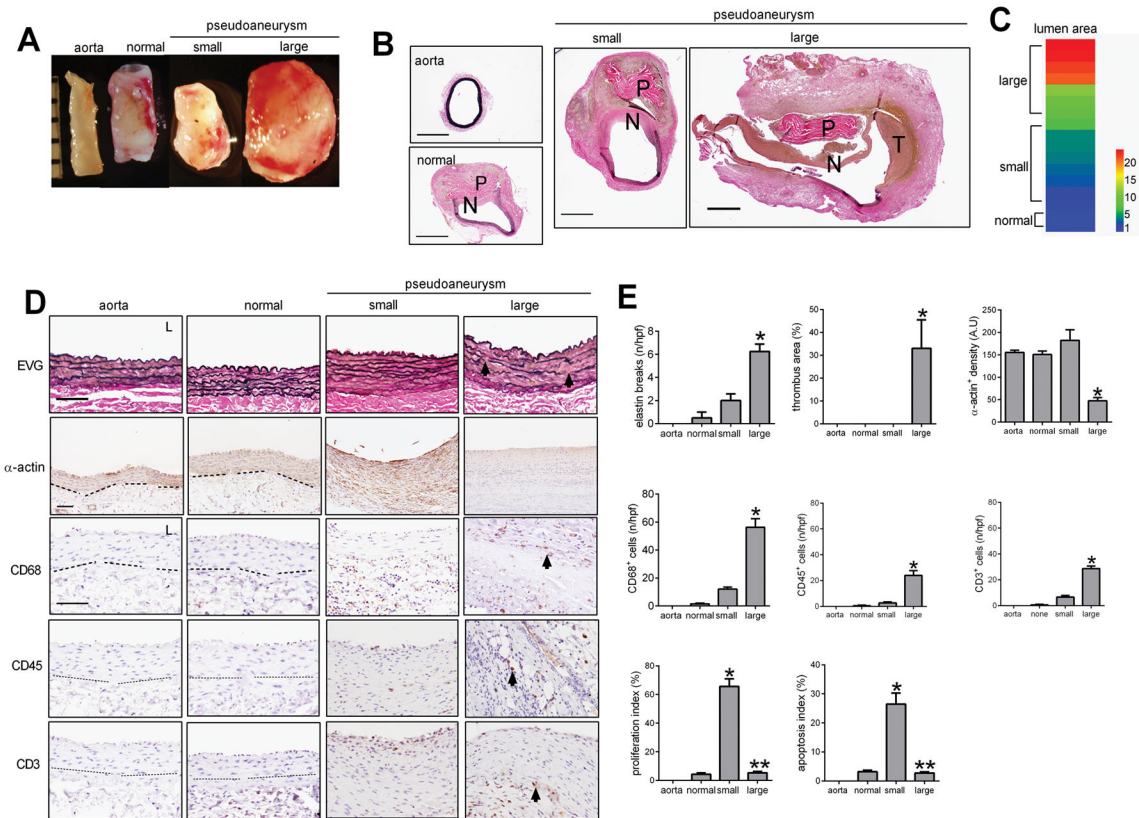 A
pseudoaneurysm
aorta normal small large
B
pseudoaneurysm
small large
aorta
normal
P
N
P
N
P
N
T
C
lumen area
large
small
normal
20
15
10
5
1
D
pseudoaneurysm
aorta normal small large
EVG
L
α-actin
CD68
L
CD45
CD3
E
elastin breaks (n/hpf)
8
6
4
2
0
*
aorta normal small large
thrombus area (%)
50
40
30
20
10
0
*
aorta normal small large
α-actin⁺ density (A.U)
250
200
150
100
50
0
*
aorta normal small large
CD68⁺ cells (n/hpf)
80
60
40
20
0
*
aorta normal small large
CD45⁺ cells (n/hpf)
80
60
40
20
0
*
aorta normal small large
CD3⁺ cells (n/hpf)
80
60
40
20
0
*
aorta none small large
proliferation index (%)
80
60
40
20
0
*
**
aorta normal small large
apoptosis index (%)
40
30
20
10
0
*
**
aorta normal small large